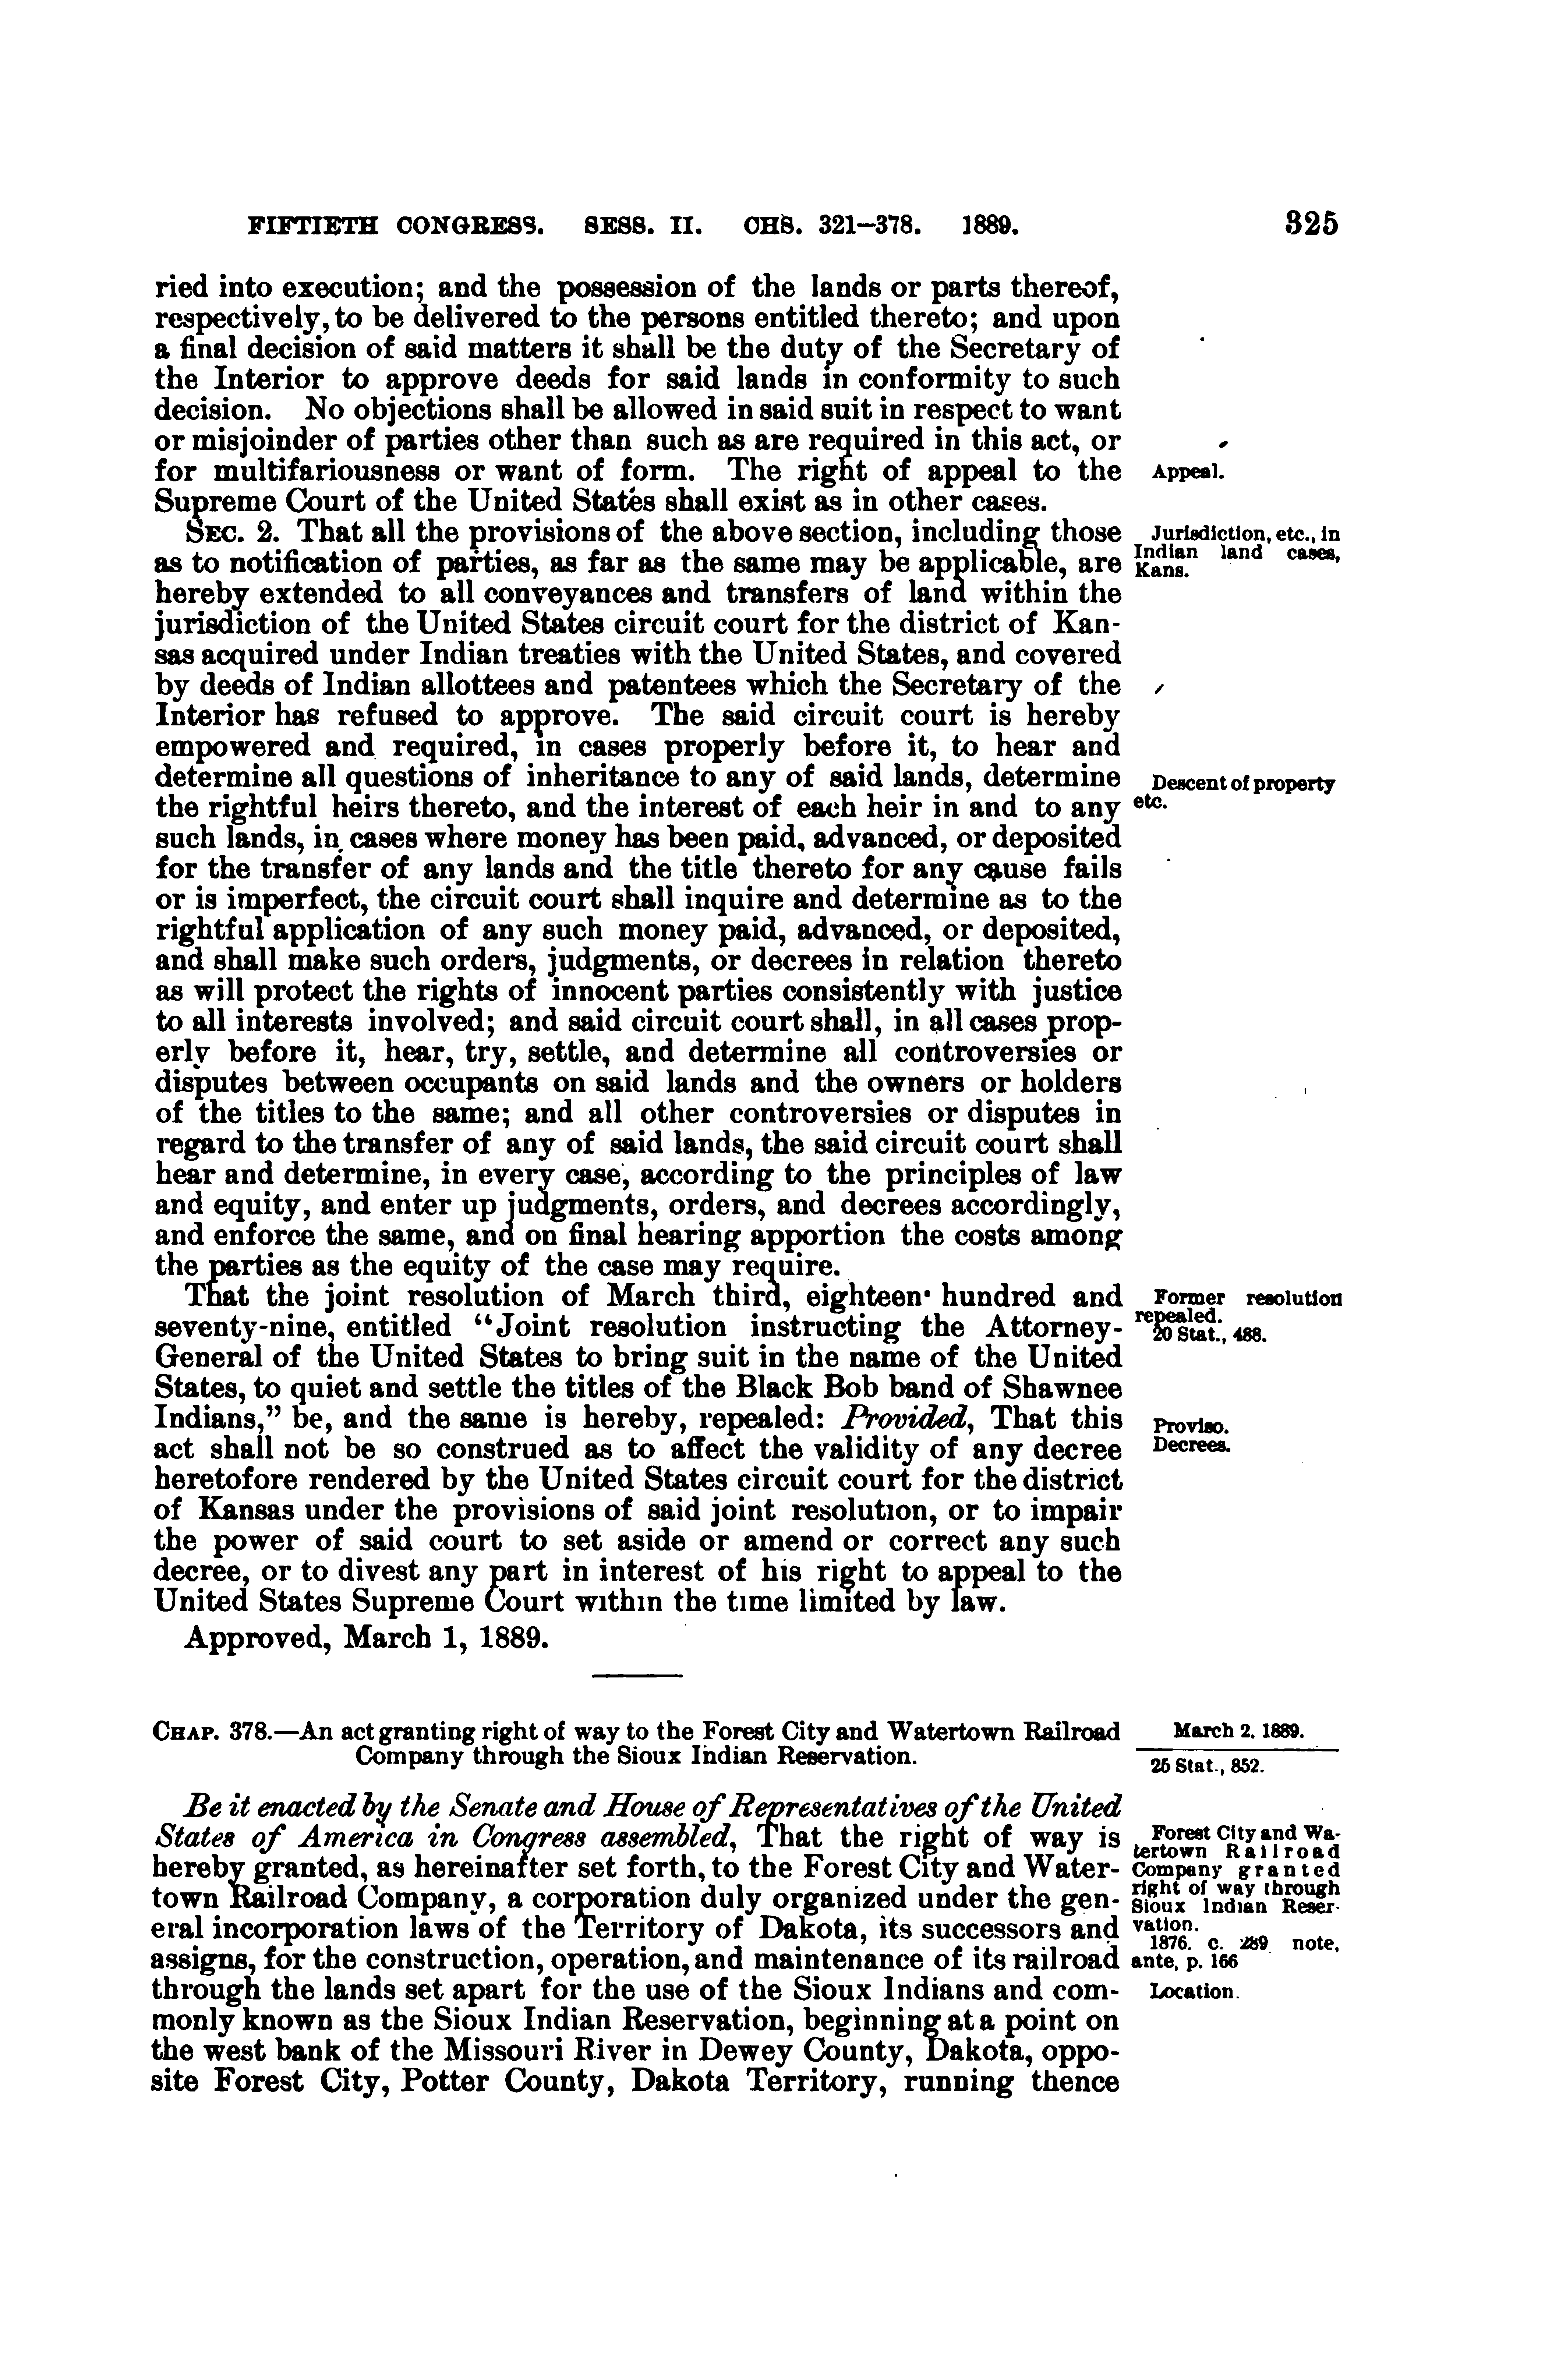 FIFTIETH CONGRESS. SESS. II. CHS. 321–378. 1889. 325
ried into execution; and the possession of the lands or parts thereof,
respectively, to be delivered to the persons entitled thereto; and upon
a final decision of said matters it shall be the duty of the Secretary of
the Interior to approve deeds for said lands in conformity to such
decision. No objections shall be allowed in said suit in respect to want
or misjoinder of parties other than such as are required in this act, or
for multifariousness or want of form. The right of appeal to the
Appeal.
Supreme Court of the United States shall exist as in other cases.
SEC. 2. That all the provisions of the above section, including those
as to notification of parties, as far as the same may be applicable, are
Jurisdiction, etc., in
Indian land cases,
Kans.
hereby extended to all conveyances and transfers of land within the
jurisdiction of the United States circuit court for the district of Kan-
sas acquired under Indian treaties with the United States, and covered
by deeds of Indian allottees and patentees which the Secretary of the
Interior has refused to approve. The said circuit court is hereby
empowered and required, in cases properly before it, to hear and
determine all questions of inheritance to any of said lands, determine
the rightful heirs thereto, and the interest of each heir in and to any
Descent of property
etc.
such lands, in cases where money has been paid, advanced, or deposited
for the transfer of any lands and the title thereto for any cause fails
or is imperfect, the circuit court shall inquire and determine as to the
rightful application of any such money paid, advanced, or deposited,
and shall make such orders, judgments, or decrees in relation thereto
as will protect the rights of innocent parties consistently with justice
to all interests involved; and said circuit court shall, in all cases prop-
erly before it, hear, try, settle, and determine all controversies or
disputes between occupants on said lands and the owners or holders
of the titles to the same; and all other controversies or disputes in
regard to the transfer of any of said lands, the said circuit court shall
hear and determine, in every case, according to the principles of law
and equity, and enter up judgments, orders, and decrees accordingly,
and enforce the same, and on final hearing apportion the costs among
the parties as the equity of the case may require.
That the joint resolution of March third, eighteen hundred and
seventy-nine, entitled “Joint resolution instructing the Attorney-
Former resolution
repealed.
20 Stat., 488.
General of the United States to bring suit in the name of the United
States, to quiet and settle the titles of the Black Bob band of Shawnee
Indians,” be, and the same is hereby, repealed: Provided, That this
act shall not be so construed as to affect the validity of any decree
Proviso.
Decrees.
heretofore rendered by the United States circuit court for the district
of Kansas under the provisions of said joint resolution, or to impair
the power of said court to set aside or amend or correct any such
decree, or to divest any part in interest of his right to appeal to the
United States Supreme Court within the time limited by law.
Approved, March 1, 1889.
CHAP. 378.—An act granting right of way to the Forest City and Watertown Railroad
Company through the Sioux Indian Reservation.
March 2. 1889.
25 Stat., 852.
Be it enacted by the Senate and House of Representatives of the United
States of America in Congress assembled, That the right of way is
hereby granted, as hereinafter set forth, to the Forest City and Water-
town Railroad Company, a corporation duly organized under the gen-
eral incorporation laws of the Territory of Dakota, its successors and
assigns, for the construction, operation, and maintenance of its railroad
Forest City and Wa-
tertown Railroad
Company granted
right of way through
Sioux Indian Reser-
vation.
1876. c. 289 note,
ante, p. 166
through the lands set apart for the use of the Sioux Indians and com-
Location.
monly known as the Sioux Indian Reservation, beginning at a point on
the west bank of the Missouri River in Dewey County, Dakota, oppo-
site Forest City, Potter County, Dakota Territory, running thence